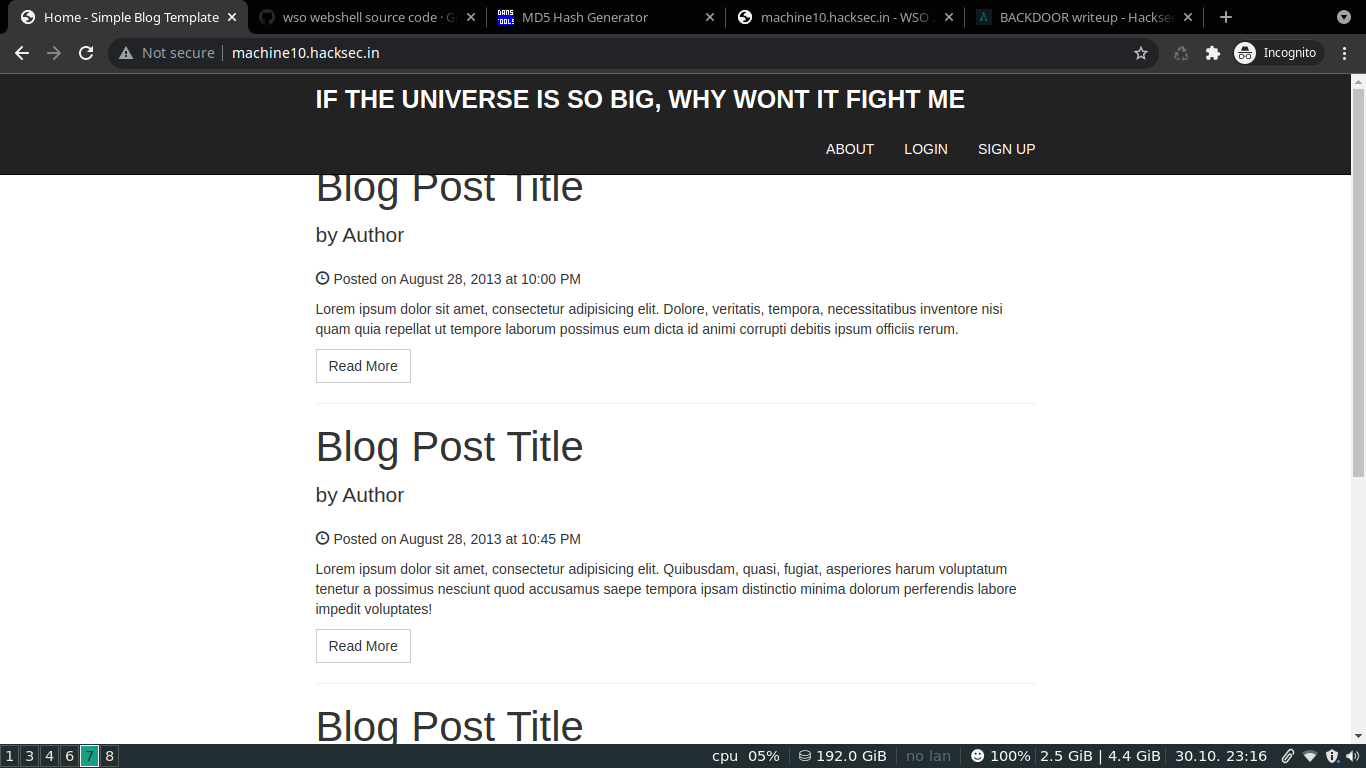 Home - Simple Blog Template
wso webshell source code · Gi
MD5 Hash Generator
machine10.hacksec.in - WSO
BACKDOOR writeup - Hacksec
Not secure
machine10.hacksec.in
Incognito
IF THE UNIVERSE IS SO BIG, WHY WONT IT FIGHT ME
ABOUT LOGIN SIGN UP
Blog Post Title
by Author
Posted on August 28, 2013 at 10:00 PM
Lorem ipsum dolor sit amet, consectetur adipisicing elit. Dolore, veritatis, tempora, necessitatibus inventore nisi
quam quia repellat ut tempore laborum possimus eum dicta id animi corrupti debitis ipsum officiis rerum.
Read More
Blog Post Title
by Author
Posted on August 28, 2013 at 10:45 PM
Lorem ipsum dolor sit amet, consectetur adipisicing elit. Quibusdam, quasi, fugiat, asperiores harum voluptatum
tenetur a possimus nesciunt quod accusamus saepe tempora ipsam distinctio minima dolorum perferendis labore
impedit voluptates!
Read More
Blog Post Title
1 3 4 6 7 8
cpu 05% 192.0 GiB no lan 100% 2.5 GiB | 4.4 GiB 30.10. 23:16